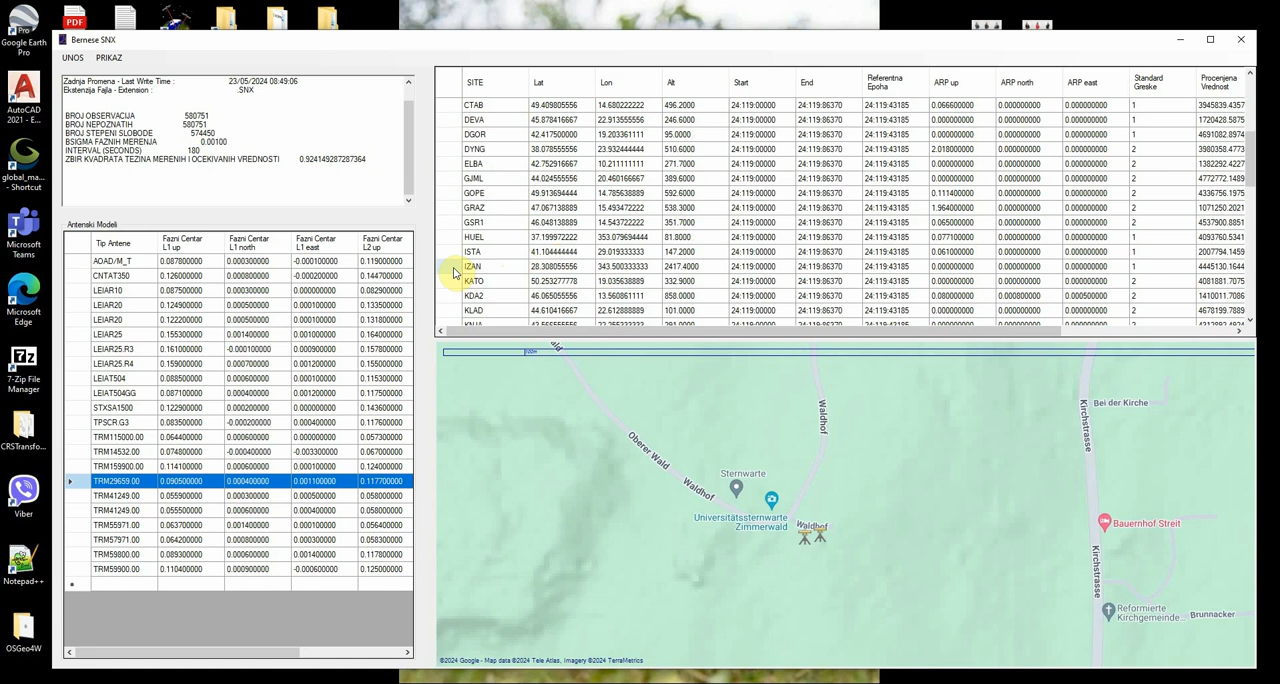 Google Earth
Pro
AutoCAD
2021 - E...
global_ma...
- Shortcut
Microsoft
Teams
Microsoft
Edge
7-Zip File
Manager
CRSTransfo...
Viber
Notepad++
OSGeo4W
PDF
Bernese SNX
UNOS PRIKAZ
Zadnja Promena - Last Write Time : 23/05/2024 08:49:06
Ekstenzija Fajla - Extension : .SNX
BROJ OBSERVACIJA 580751
BROJ NEPOZNATIH 580751
BROJ STEPENI SLOBODE 574450
BSIGMA FAZNIH MERENJA 0.00100
INTERVAL (SECONDS) 180
ZBIR KVADRATA TEZINA MERENIH I OCEKIVANIH VREDNOSTI 0.924149287287364
Antenski Modeli
Tip Antene Fazni Centar L1 up Fazni Centar L1 north Fazni Centar L1 east Fazni Centar L2 up
AOAD/M_T 0.087800000 0.000300000 -0.000100000 0.119000000
CNTAT350 0.126000000 0.000800000 -0.000200000 0.144700000
LEIAR10 0.087500000 0.000300000 0.000000000 0.082900000
LEIAR20 0.124900000 0.000500000 0.000100000 0.133500000
LEIAR20 0.122200000 0.000100000 0.000100000 0.131800000
LEIAR25 0.155300000 0.001400000 0.001000000 0.164000000
LEIAR25.R3 0.161000000 -0.000100000 0.000900000 0.157800000
LEIAR25.R4 0.159000000 0.000700000 0.001200000 0.155000000
LEIAT504 0.088500000 0.000600000 0.000100000 0.115300000
LEIAT504GG 0.087100000 0.000400000 0.001200000 0.117500000
STXSA1500 0.122900000 0.000200000 0.000000000 0.143600000
TPSCR.G3 0.083500000 -0.000200000 0.000400000 0.117600000
TRM115000.00 0.064400000 0.000600000 0.000000000 0.057300000
TRM14532.00 0.074800000 -0.000400000 -0.003300000 0.067000000
TRM159900.00 0.114100000 0.000600000 0.000100000 0.124000000
TRM29659.00 0.090500000 0.000400000 0.001100000 0.117700000
TRM41249.00 0.055900000 0.000300000 0.000500000 0.058000000
TRM41249.00 0.055500000 0.000600000 0.000400000 0.058000000
TRM55971.00 0.063700000 0.001400000 0.000100000 0.056400000
TRM57971.00 0.064200000 0.000800000 0.000300000 0.058300000
TRM59800.00 0.089300000 0.000600000 0.001400000 0.117800000
TRM59900.00 0.110400000 0.000900000 -0.000600000 0.125000000
SITE Lat Lon Alt Start End Referentna Epoha ARP up ARP north ARP east Standard Greske Procenjena Vrednost
CTAB 49.409805556 14.680222222 496.2000 24:119:00000 24:119:86370 24:119:43185 0.066600000 0.000000000 0.000000000 1 3945839.4357
DEVA 45.878416667 22.913555556 246.6000 24:119:00000 24:119:86370 24:119:43185 0.000000000 0.000000000 0.000000000 1 1720428.5875
DGOR 42.417500000 19.203361111 95.0000 24:119:00000 24:119:86370 24:119:43185 0.000000000 0.000000000 0.000000000 1 4691082.8974
DYNG 38.078555556 23.932444444 510.6000 24:119:00000 24:119:86370 24:119:43185 2.018000000 0.000000000 0.000000000 2 3980358.4773
ELBA 42.752916667 10.211111111 271.7000 24:119:00000 24:119:86370 24:119:43185 0.000000000 0.000000000 0.000000000 2 1382292.4227
GJML 44.024555556 20.460166667 389.6000 24:119:00000 24:119:86370 24:119:43185 0.000000000 0.000000000 0.000000000 2 4772772.1489
GOPE 49.913694444 14.785638889 592.6000 24:119:00000 24:119:86370 24:119:43185 0.111400000 0.000000000 0.000000000 2 4336756.1975
GRAZ 47.067138889 15.493472222 538.3000 24:119:00000 24:119:86370 24:119:43185 1.964000000 0.000000000 0.000000000 2 1071250.2021
GSR1 46.048138889 14.543722222 351.7000 24:119:00000 24:119:86370 24:119:43185 0.065000000 0.000000000 0.000000000 2 4537900.8851
HUEL 37.199972222 353.079694444 81.8000 24:119:00000 24:119:86370 24:119:43185 0.077100000 0.000000000 0.000000000 1 4093760.5341
ISTA 41.104444444 29.019333333 147.2000 24:119:00000 24:119:86370 24:119:43185 0.061000000 0.000000000 0.000000000 1 2007794.1459
IZAN 28.308055556 343.500333333 2417.4000 24:119:00000 24:119:86370 24:119:43185 0.000000000 0.000000000 0.000000000 1 4445130.1644
KATO 50.253277778 19.035638889 332.9000 24:119:00000 24:119:86370 24:119:43185 0.000000000 0.000000000 0.000000000 2 4081881.7075
KDA2 46.065055556 13.560861111 858.0000 24:119:00000 24:119:86370 24:119:43185 0.080000000 0.000800000 0.000500000 2 1410011.7086
KLAD 44.610416667 22.612888889 101.0000 24:119:00000 24:119:86370 24:119:43185 0.000000000 0.000000000 0.000000000 2 4678199.7889
Wald
Waldhof
Oberer Wald
Waldhof
Sternwarte
Universitätssternwarte
Zimmerwald
Waldhof
Kirchstrasse
Bei der Kirche
Bauernhof Streit
Kirchstrasse
Reformierte
Kirchgemeinde...
Brunnacker
©2024 Google - Map data ©2024 Tele Atlas, Imagery ©2024 TerraMetrics